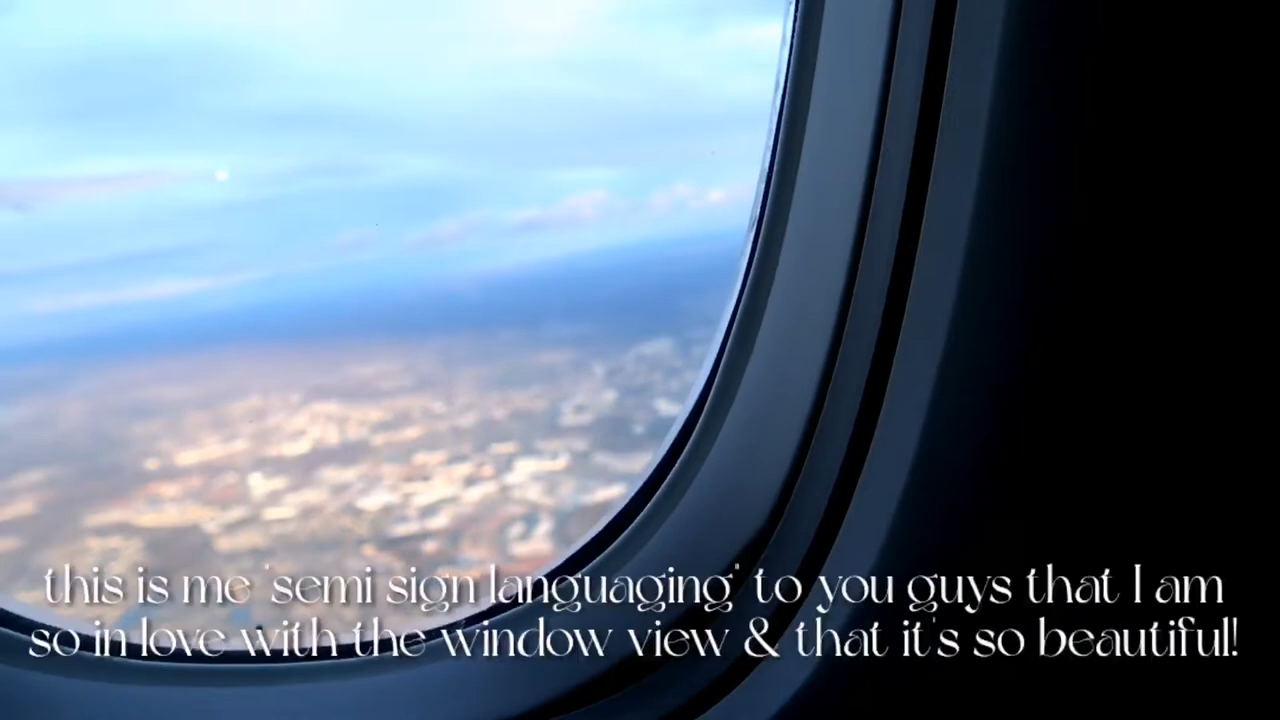 this is me 'semi sign languaging' to you guys that I am
so in love with the window view & that it's so beautiful!